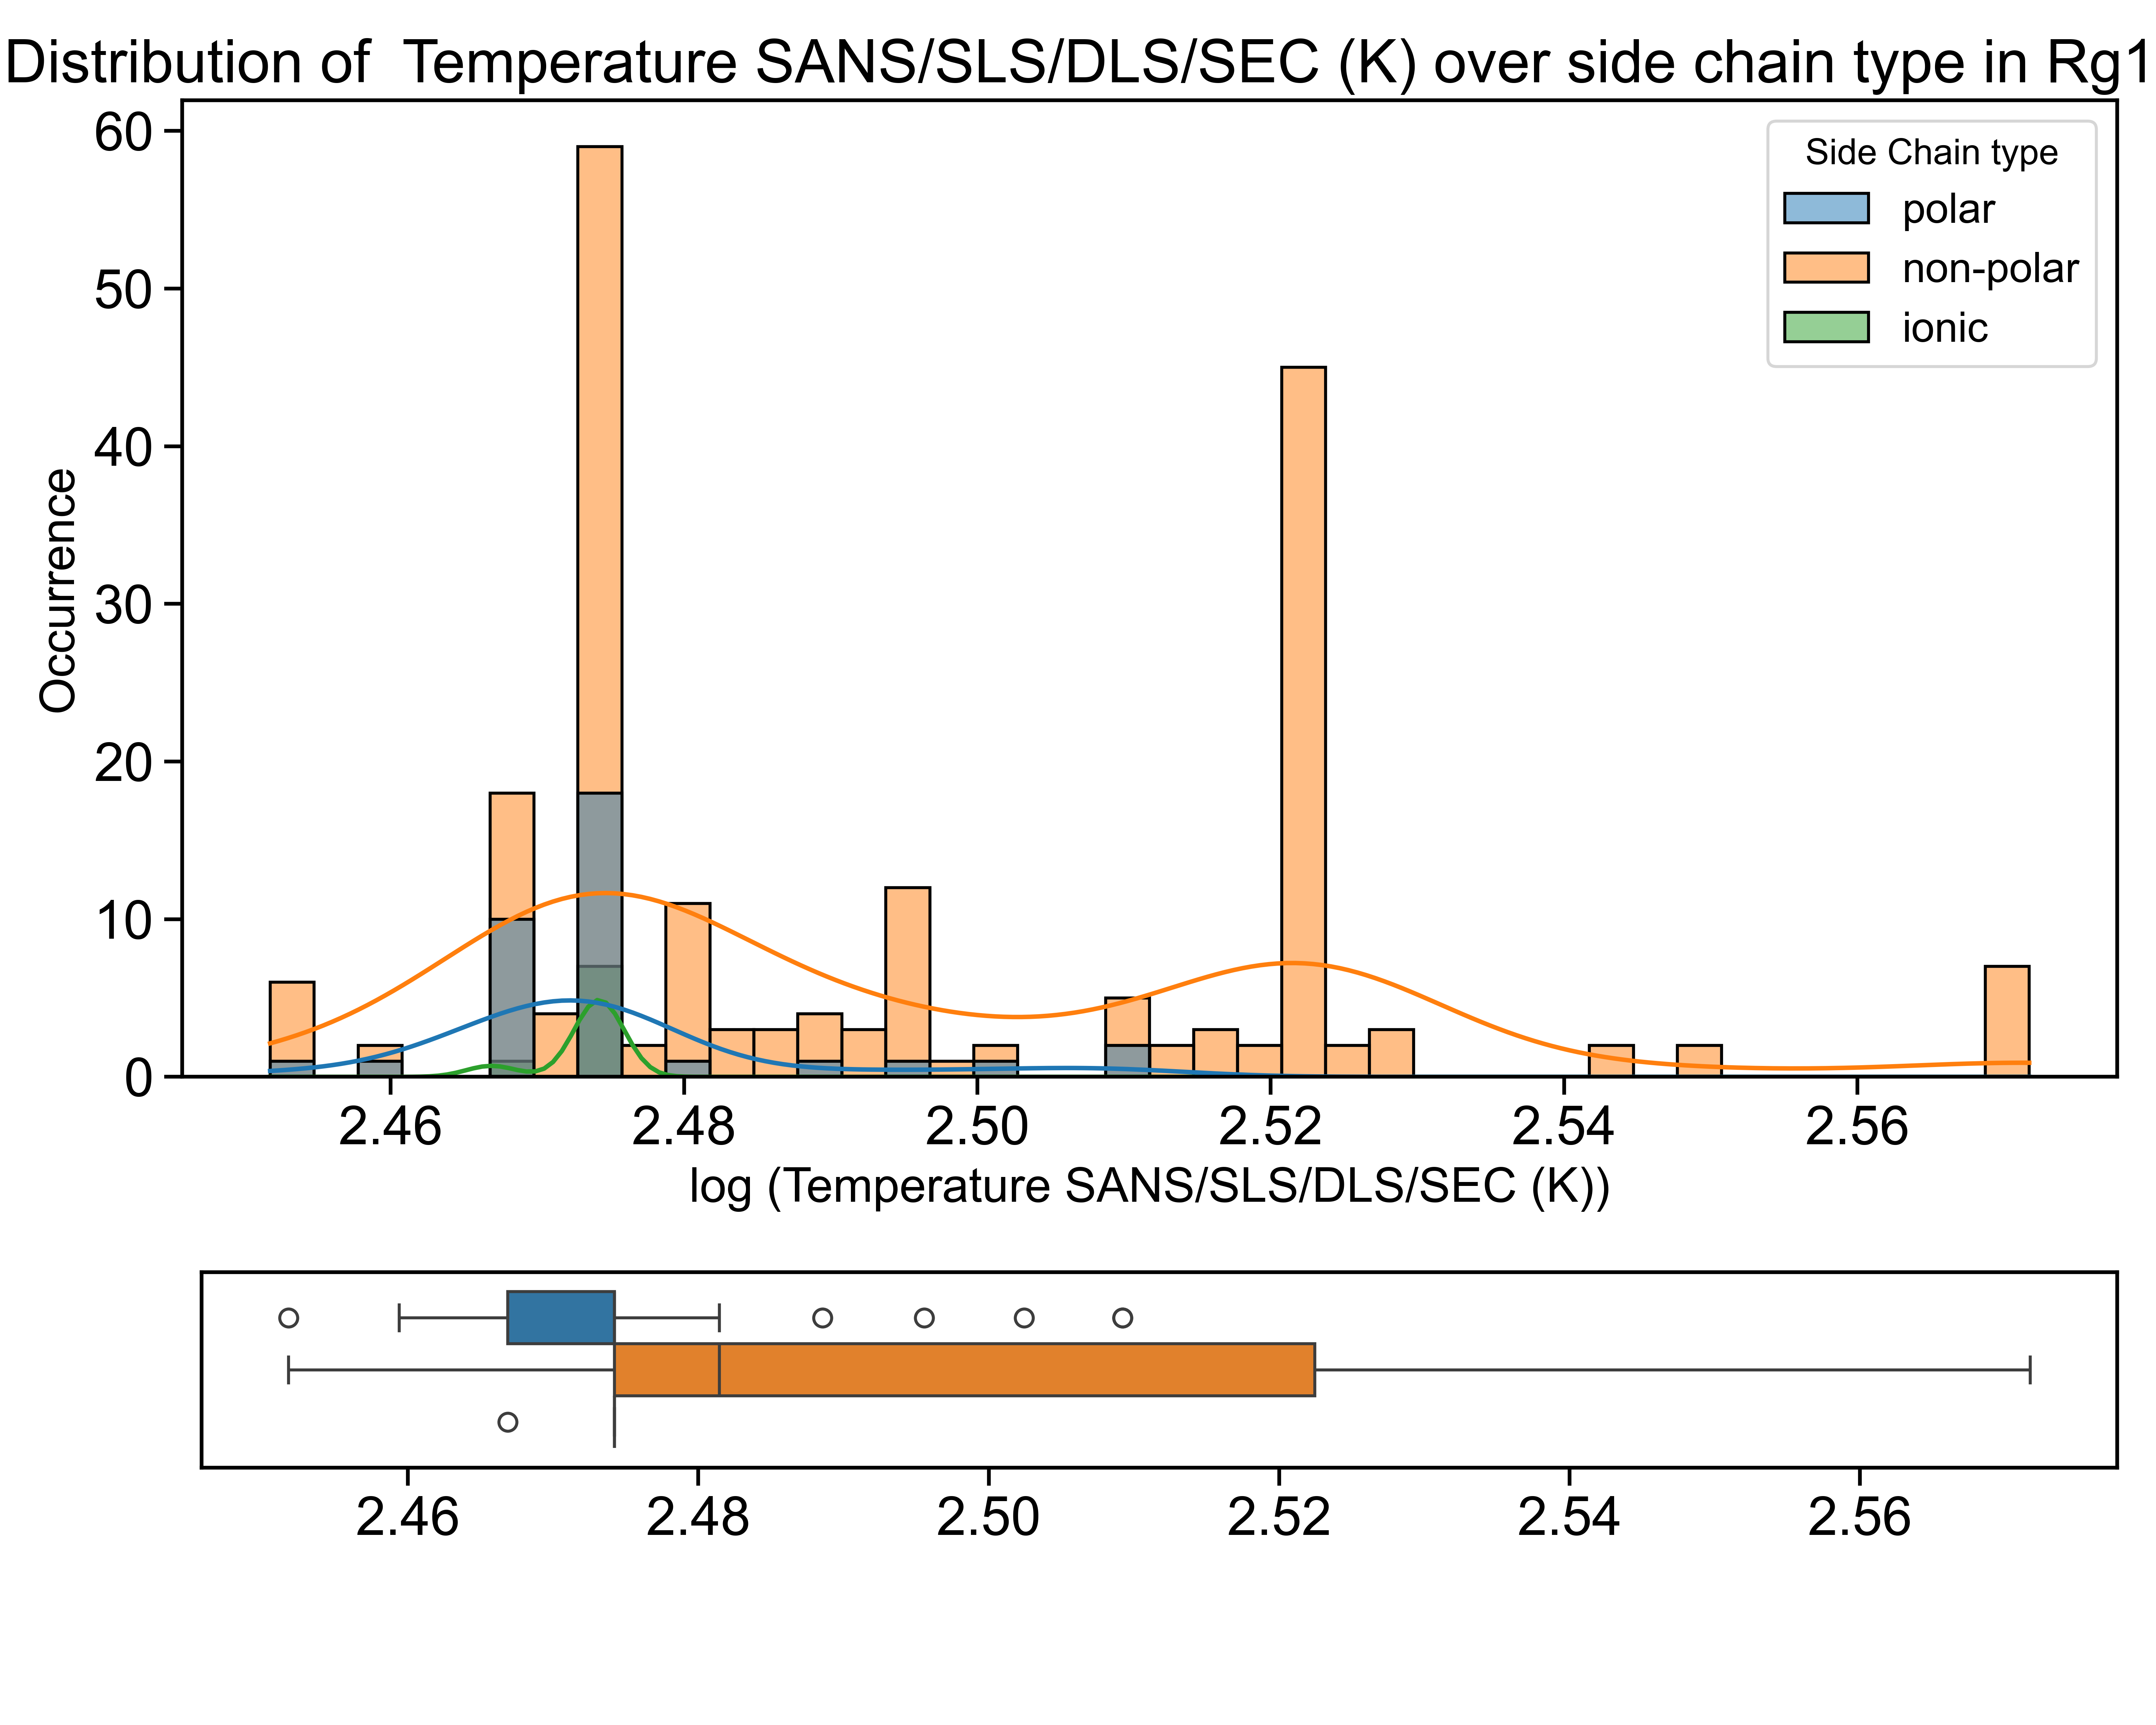 Distribution of  Temperature SANS/SLS/DLS/SEC (K) over side chain type in Rg1
60
50
40
30
20
10
0
Occurrence
Side Chain type
polar
non-polar
ionic
2.46 2.48 2.50 2.52 2.54 2.56
log (Temperature SANS/SLS/DLS/SEC (K))
2.46 2.48 2.50 2.52 2.54 2.56